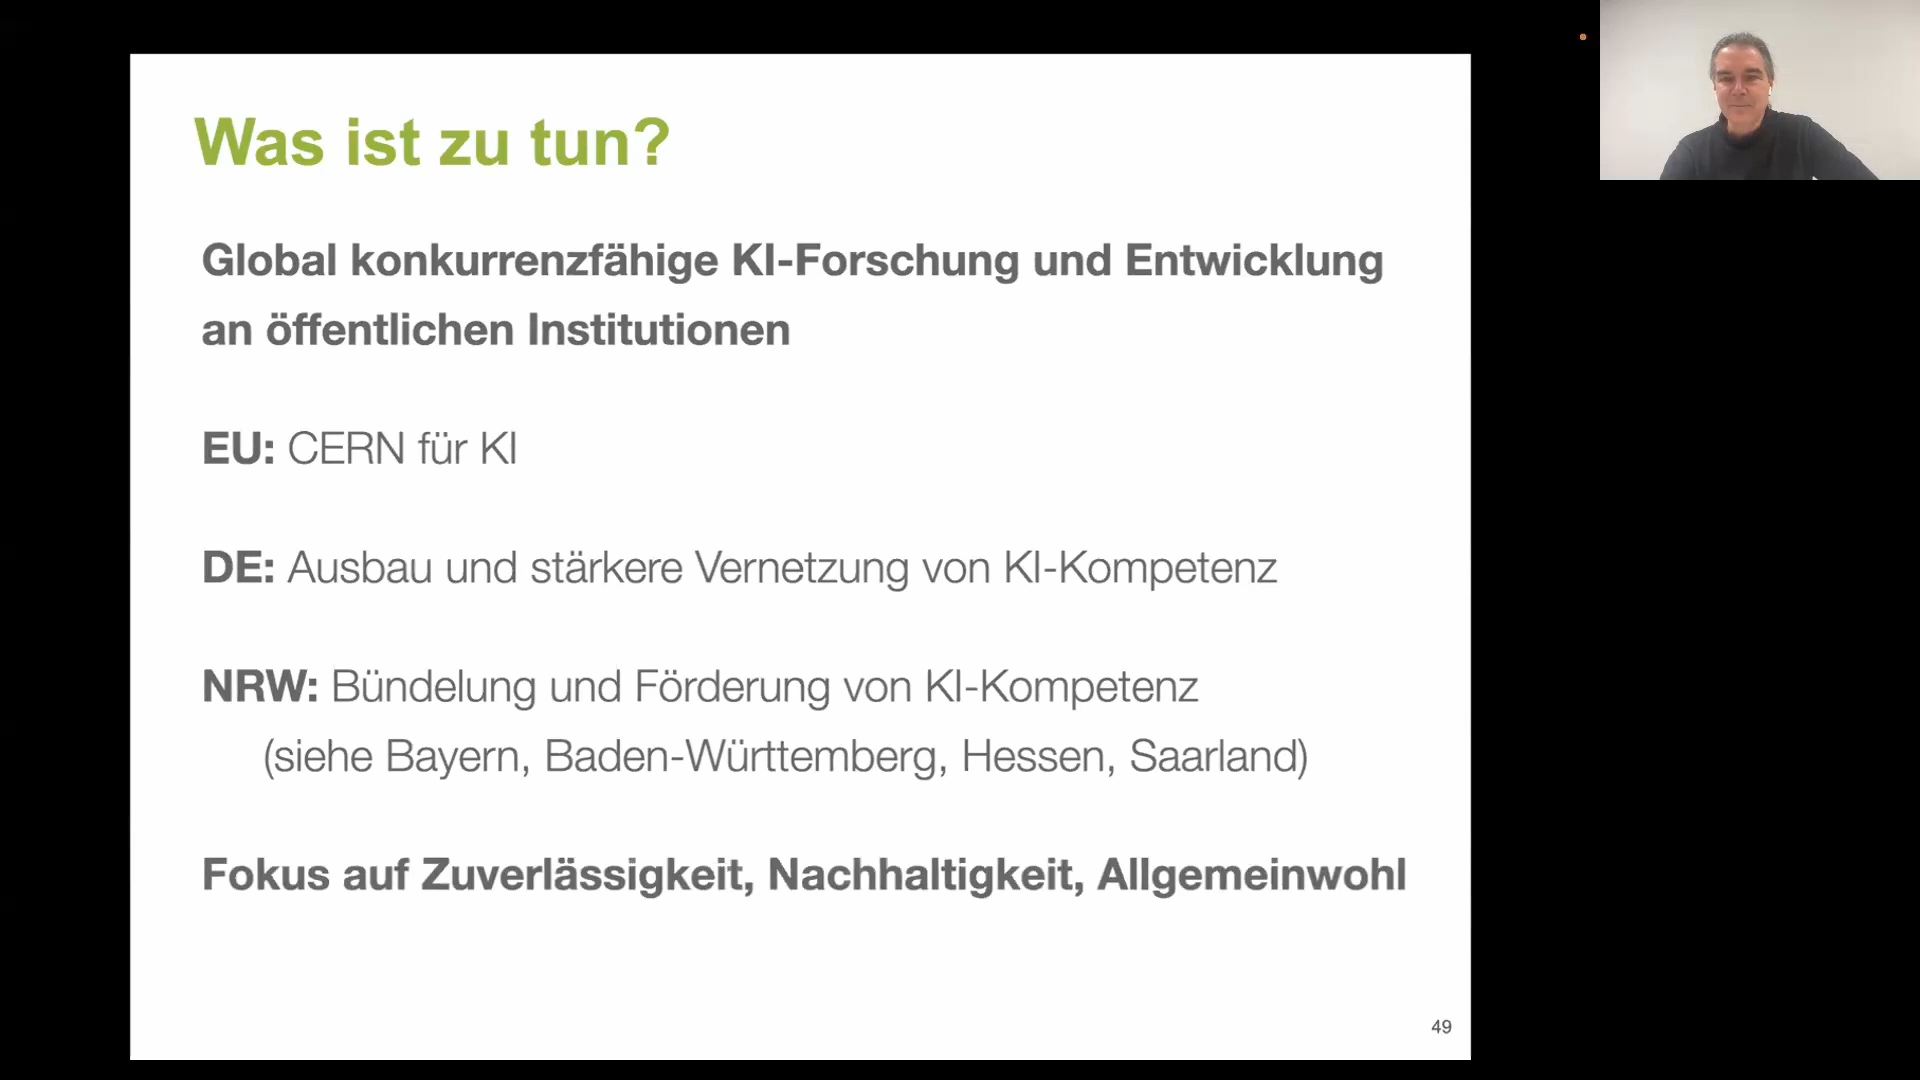 Was ist zu tun?
Global konkurrenzfähige KI-Forschung und Entwicklung
an öffentlichen Institutionen
EU: CERN für KI
DE: Ausbau und stärkere Vernetzung von KI-Kompetenz
NRW: Bündelung und Förderung von KI-Kompetenz
(siehe Bayern, Baden-Württemberg, Hessen, Saarland)
Fokus auf Zuverlässigkeit, Nachhaltigkeit, Allgemeinwohl
49